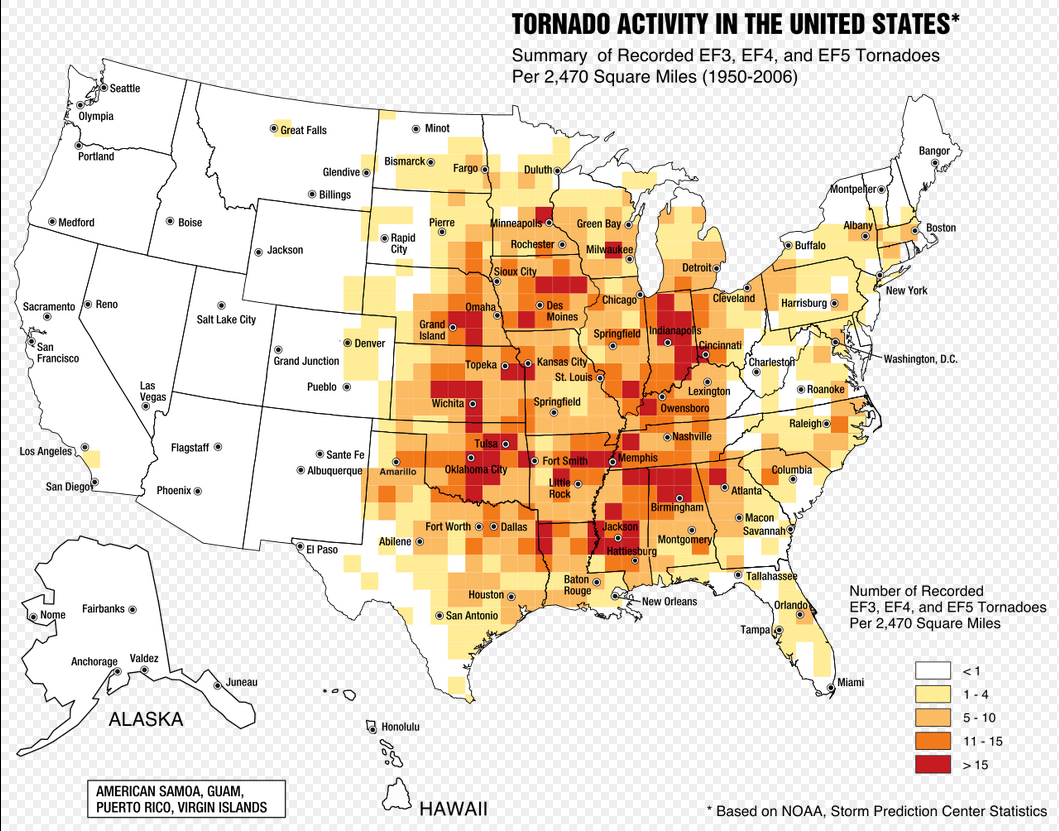 TORNADO ACTIVITY IN THE UNITED STATES*
Summary of Recorded EF3, EF4, and EF5 Tornadoes
Per 2,470 Square Miles (1950-2006)
Seattle
Olympia
Portland
Great Falls
Minot
Bismarck
Fargo
Duluth
Glendive
Billings
Bangor
Montpelier
Medford
Boise
Jackson
Rapid
City
Pierre
Minneapolis
Rochester
Green Bay
Milwaukee
Detroit
Buffalo
Albany
Boston
Sioux City
New York
Sacramento
Reno
Salt Lake City
Omaha
Des
Moines
Chicago
Cleveland
Harrisburg
San
Francisco
Grand Junction
Denver
Grand
Island
Springfield
Indianapolis
Cincinnati
Washington, D.C.
Pueblo
Topeka
Kansas City
St. Louis
Charleston
Las
Vegas
Wichita
Springfield
Lexington
Owensboro
Roanoke
Raleigh
Los Angeles
Flagstaff
Sante Fe
Albuquerque
Amarillo
Tulsa
Oklahoma City
Fort Smith
Memphis
Nashville
San Diego
Phoenix
Little
Rock
Columbia
Atlanta
Birmingham
Fort Worth
Dallas
Jackson
Macon
Savannah
Abilene
Montgomery
Hattiesburg
El Paso
Tallahassee
Baton
Rouge
Houston
New Orleans
San Antonio
Orlando
Tampa
Miami
Nome
Fairbanks
Anchorage
Valdez
Juneau
ALASKA
Honolulu
HAWAII
AMERICAN SAMOA, GUAM,
PUERTO RICO, VIRGIN ISLANDS
Number of Recorded
EF3, EF4, and EF5 Tornadoes
Per 2,470 Square Miles
< 1
1 - 4
5 - 10
11 - 15
> 15
* Based on NOAA, Storm Prediction Center Statistics